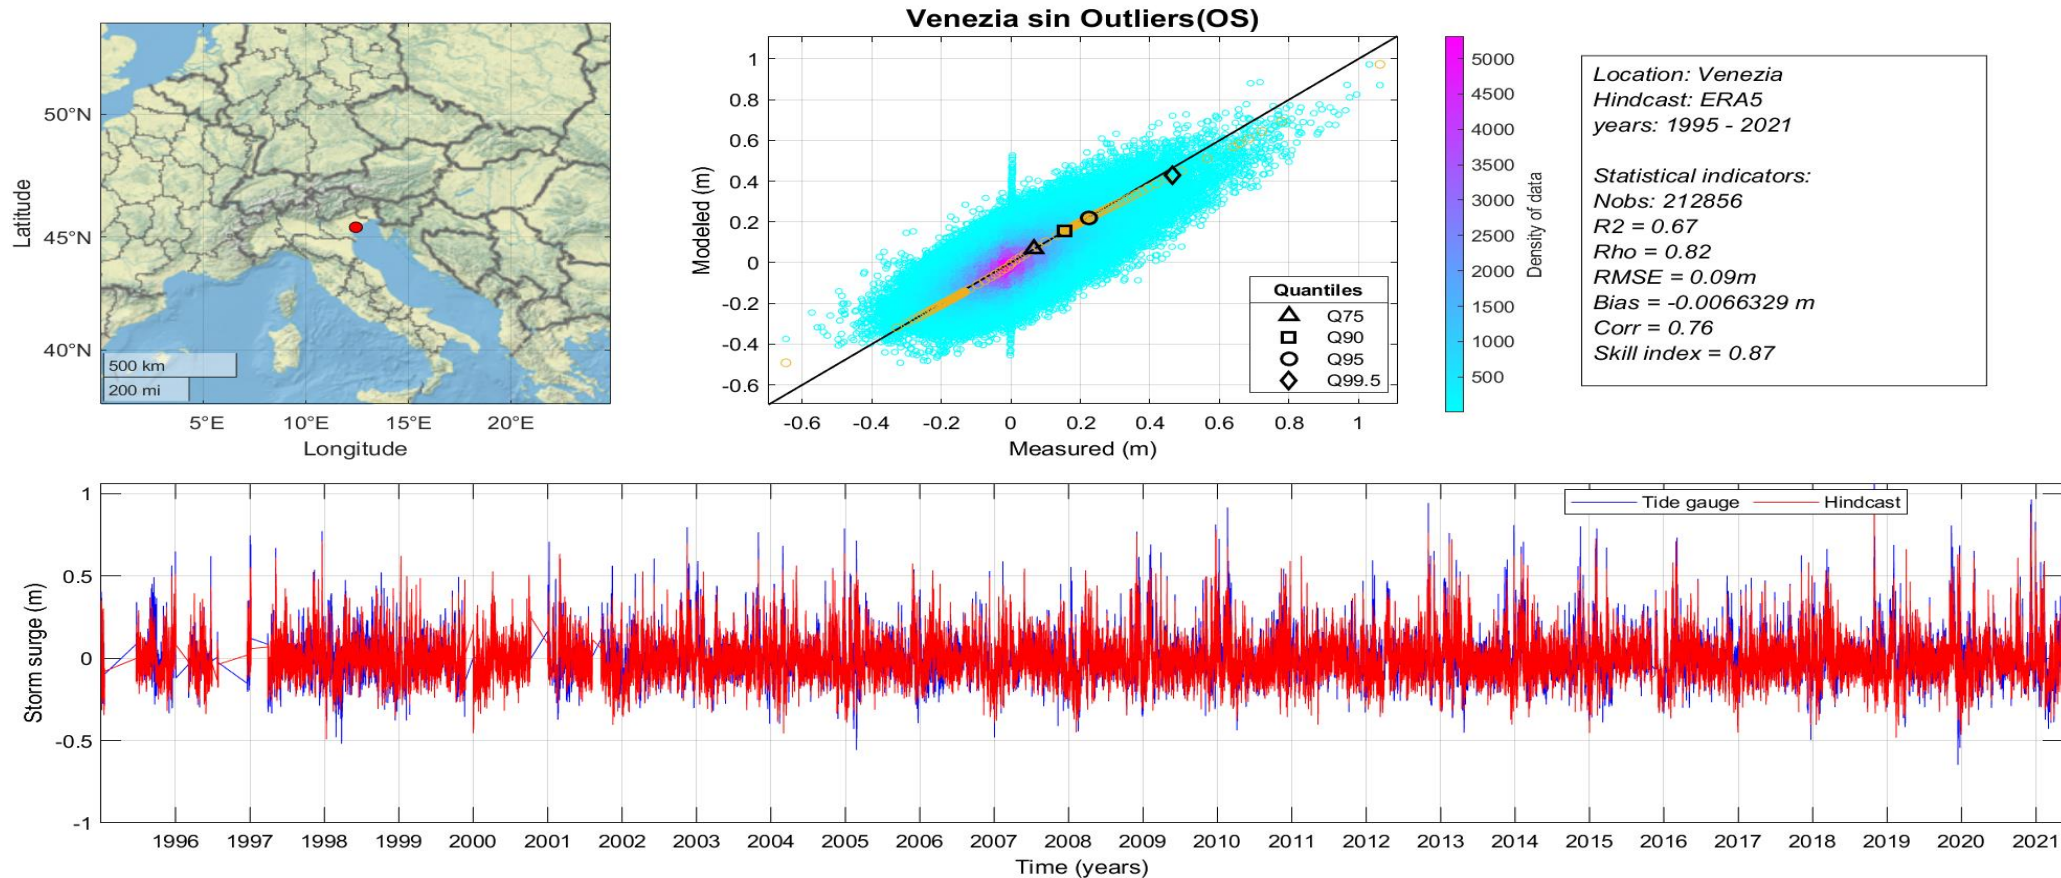 Venezia sin Outliers(OS)
50°N
45°N
40°N
Latitude
500 km
200 mi
5°E 10°E 15°E 20°E
Longitude
1
0.8
0.6
0.4
0.2
0
-0.2
-0.4
-0.6
Modeled (m)
Quantiles
Q75
Q90
Q95
Q99.5
-0.6 -0.4 -0.2 0 0.2 0.4 0.6 0.8 1
Measured (m)
5000
4500
4000
3500
3000
2500
2000
1500
1000
500
Density of data
Location: Venezia
Hindcast: ERA5
years: 1995 - 2021
Statistical indicators:
Nobs: 212856
R2 = 0.67
Rho = 0.82
RMSE = 0.09m
Bias = -0.0066329 m
Corr = 0.76
Skill index = 0.87
1
0.5
0
-0.5
-1
Storm surge (m)
Tide gauge Hindcast
1996 1997 1998 1999 2000 2001 2002 2003 2004 2005 2006 2007 2008 2009 2010 2011 2012 2013 2014 2015 2016 2017 2018 2019 2020 2021
Time (years)